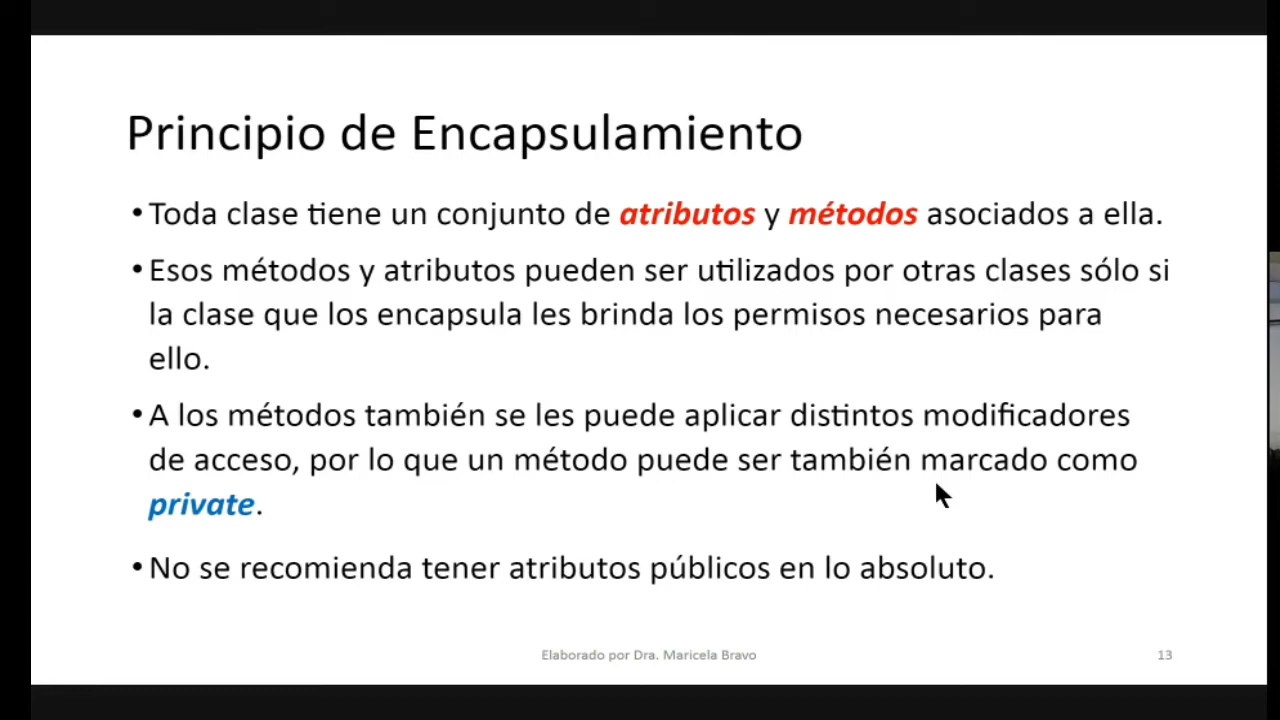 Principio de Encapsulamiento
• Toda clase tiene un conjunto de atributos y métodos asociados a ella.
• Esos métodos y atributos pueden ser utilizados por otras clases sólo si
la clase que los encapsula les brinda los permisos necesarios para
ello.
• A los métodos también se les puede aplicar distintos modificadores
de acceso, por lo que un método puede ser también marcado como
private.
• No se recomienda tener atributos públicos en lo absoluto.
Elaborado por Dra. Maricela Bravo
13